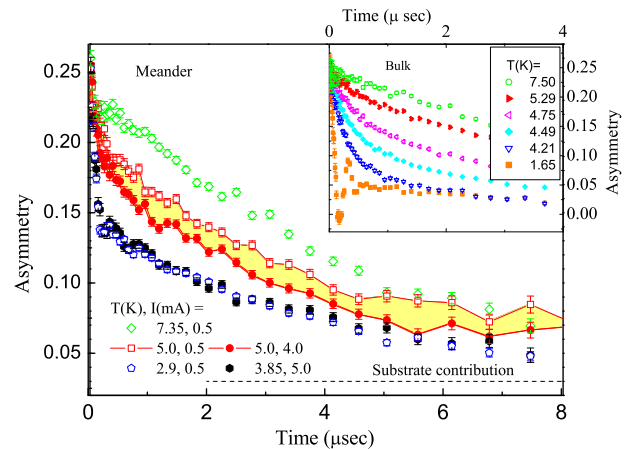 Time (μ sec)
0 2 4
0.25
0.20
0.15
0.10
0.05
Asymmetry
Meander
Bulk
T(K)=
7.50
5.29
4.75
4.49
4.21
1.65
0.25
0.20
0.15
0.10
0.05
0.00
Asymmetry
T(K), I(mA) =
7.35, 0.5
5.0, 0.5 5.0, 4.0
2.9, 0.5 3.85, 5.0
Substrate contribution
0 2 4 6 8
Time (μsec)